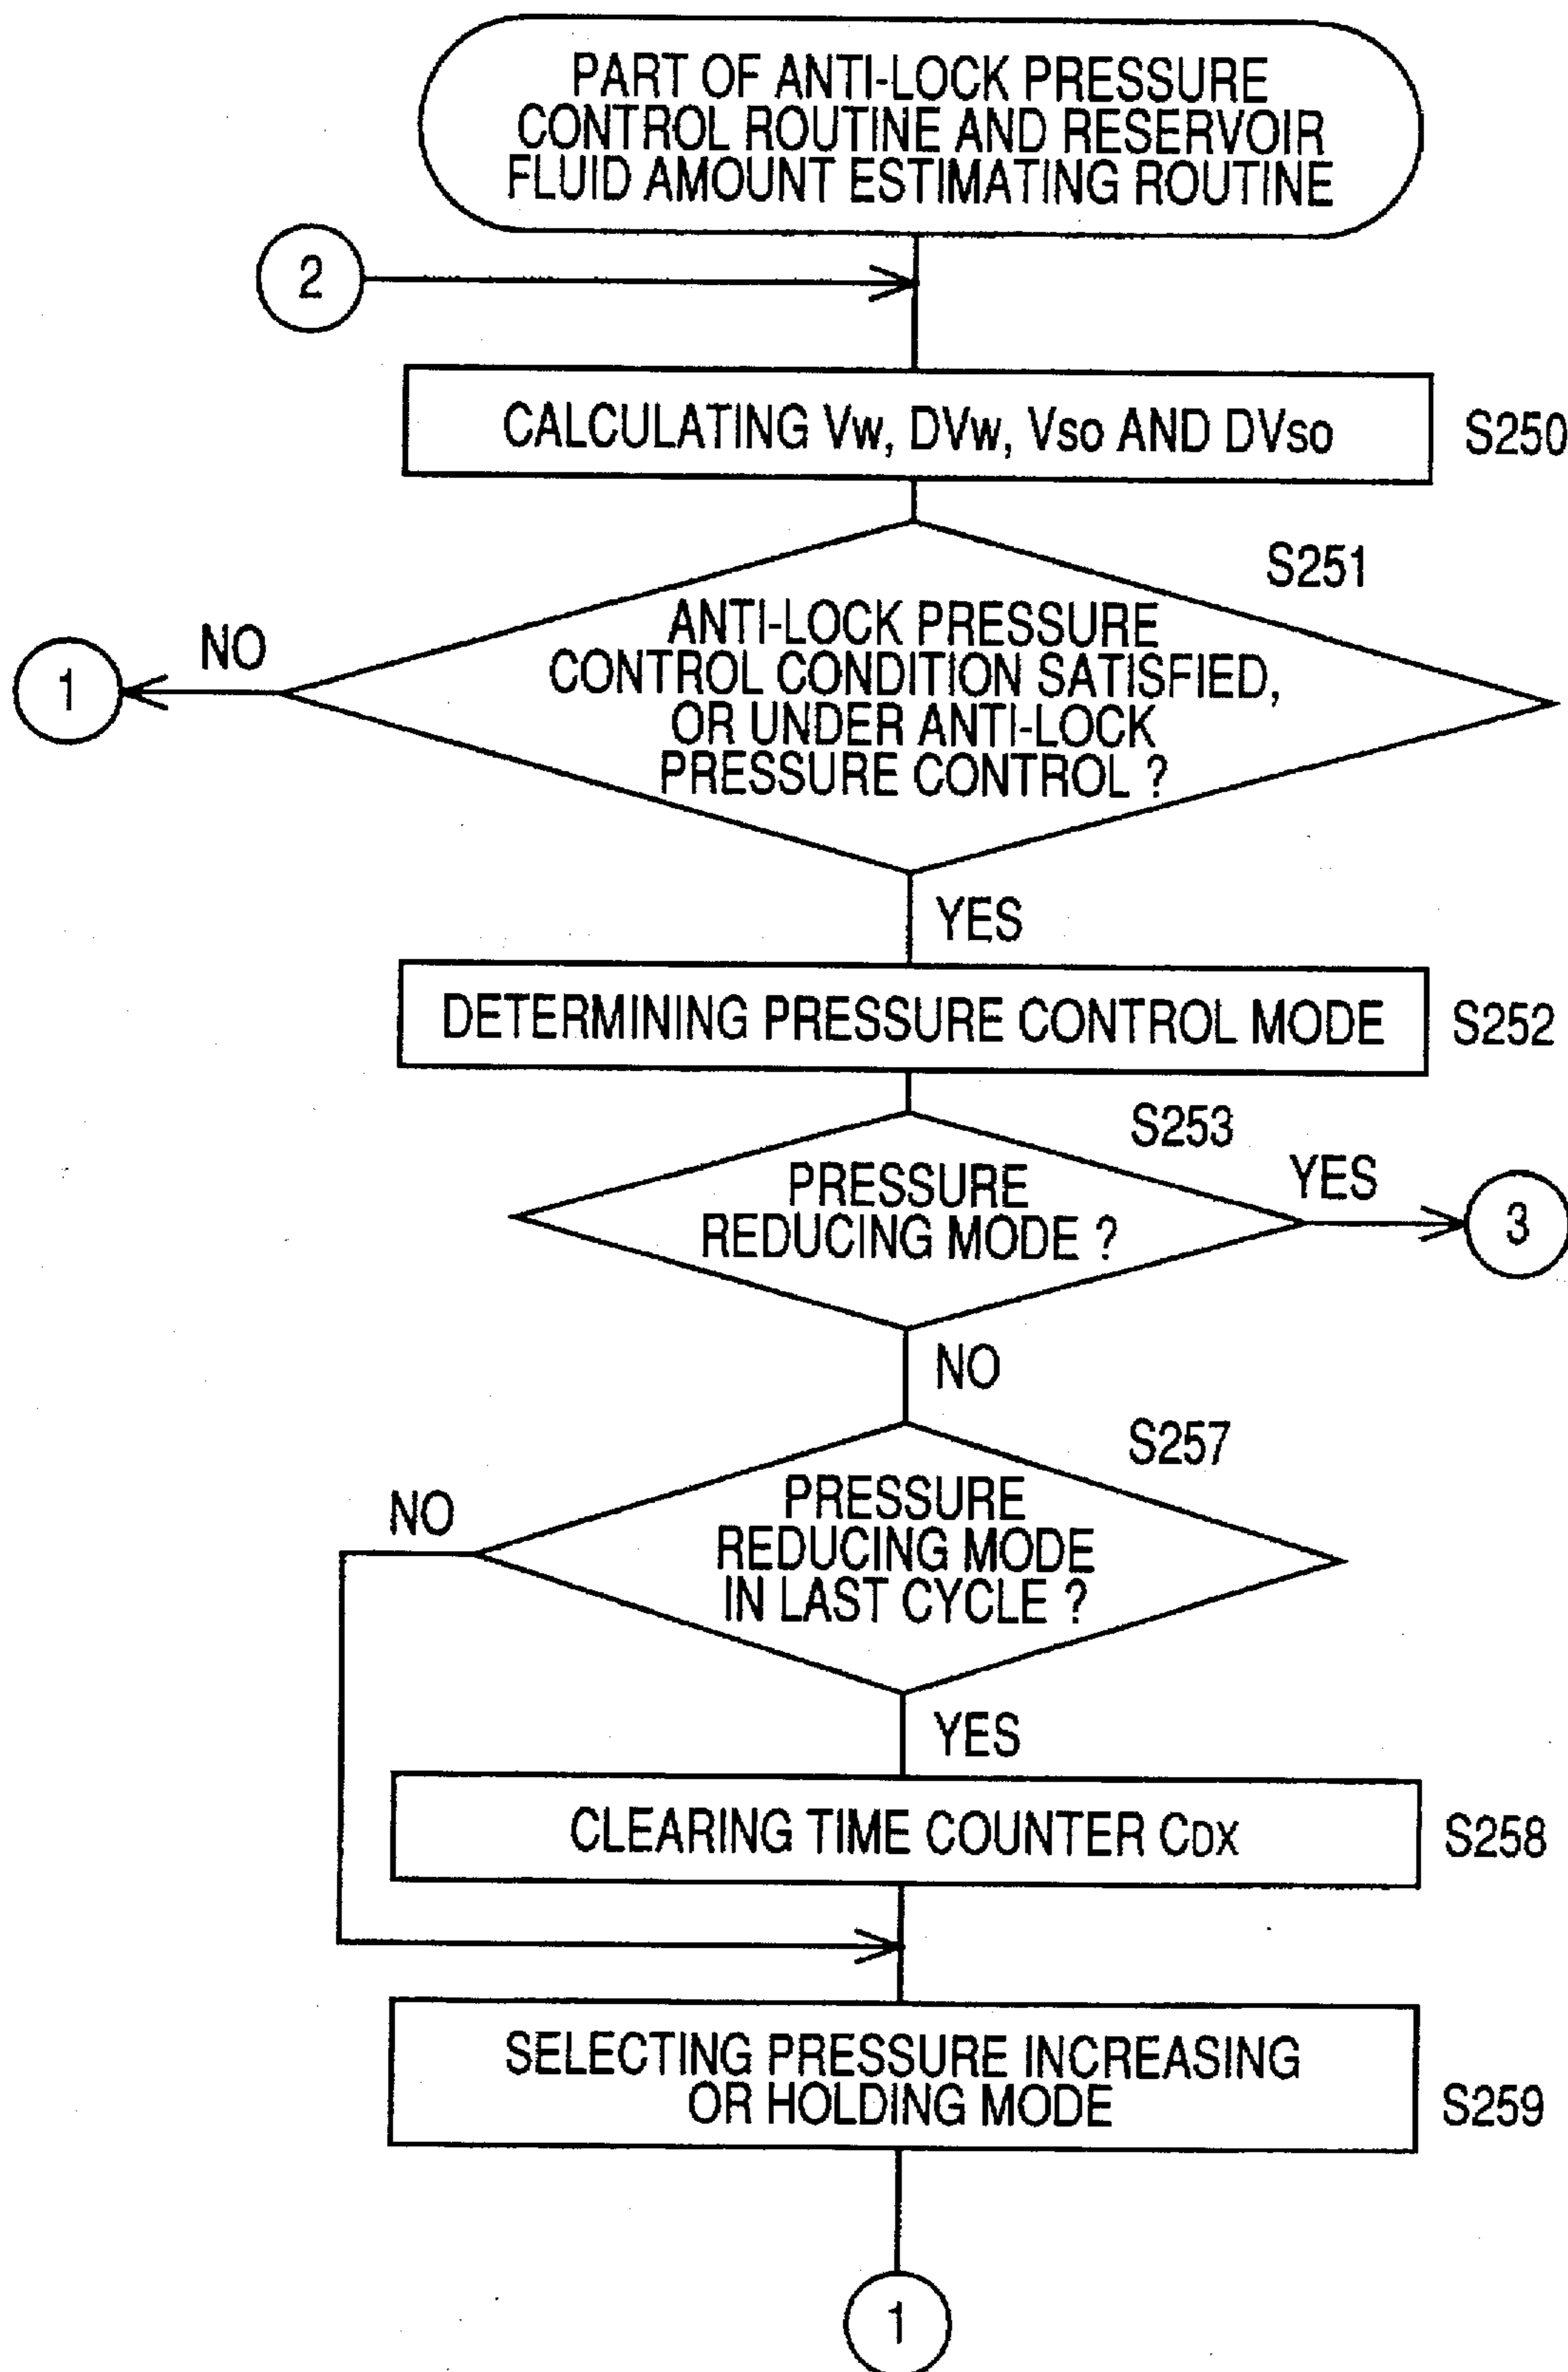 PART OF ANTI-LOCK PRESSURE
CONTROL ROUTINE AND RESERVOIR
FLUID AMOUNT ESTIMATING ROUTINE
2
CALCULATING Vw, DVw, Vso AND DVso
S250
S251
ANTI-LOCK PRESSURE
CONTROL CONDITION SATISFIED,
OR UNDER ANTI-LOCK
PRESSURE CONTROL ?
NO
1
YES
DETERMINING PRESSURE CONTROL MODE
S252
S253
PRESSURE
REDUCING MODE ?
YES
3
NO
S257
PRESSURE
REDUCING MODE
IN LAST CYCLE ?
NO
YES
CLEARING TIME COUNTER CDX
S258
SELECTING PRESSURE INCREASING
OR HOLDING MODE
S259
1